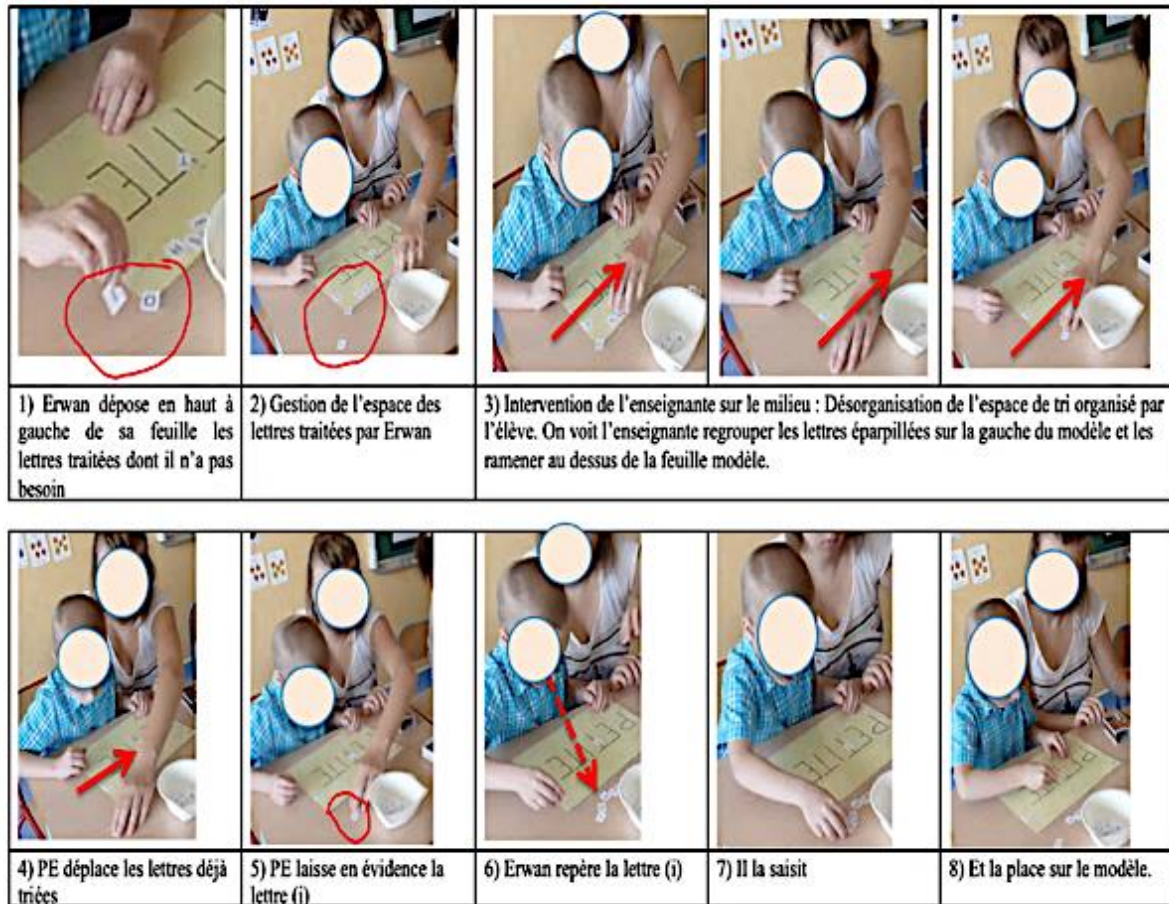 TITE
1) Erwan dépose en haut à
gauche de sa feuille les
lettres traitées dont il n'a pas
besoin
2) Gestion de l'espace des
lettres traitées par Erwan
3) Intervention de l'enseignante sur le milieu : Désorganisation de l'espace de tri organisé par
l'élève. On voit l'enseignante regrouper les lettres éparpillées sur la gauche du modèle et les
ramener au dessus de la feuille modèle.
PETITE
4) PE déplace les lettres déjà
triées
5) PE laisse en évidence la
lettre (i)
6) Erwan repère la lettre (i)
7) Il la saisit
8) Et la place sur le modèle.